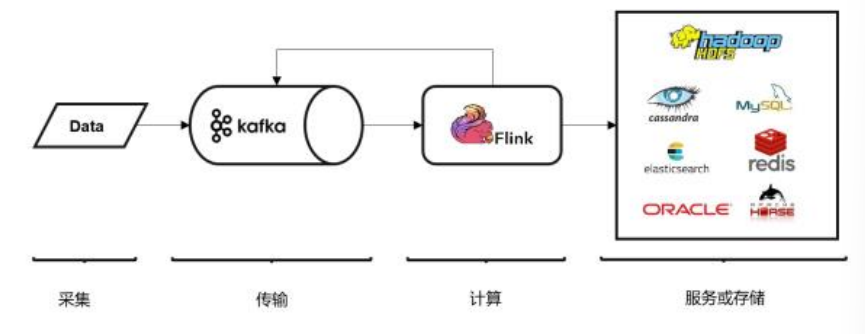 hadoop
HDFS
Data
kafka
Flink
cassandra
MySQL
elasticsearch
redis
ORACLE
APACHE
HBASE
采集
传输
计算
服务或存储